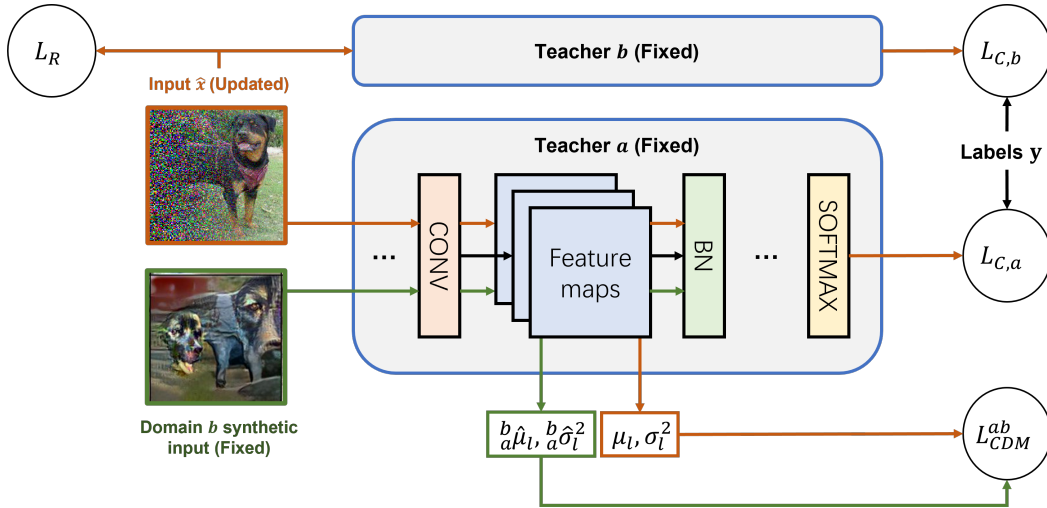 L_R
Teacher b (Fixed)
L_{C,b}
Input x̂ (Updated)
Teacher a (Fixed)
Labels y
...
CONV
Feature
maps
BN
...
SOFTMAX
L_{C,a}
Domain b synthetic
input (Fixed)
{}^b_a μ̂_l, {}^b_a σ̂_l^2
μ_l, σ_l^2
L_{CDM}^{ab}